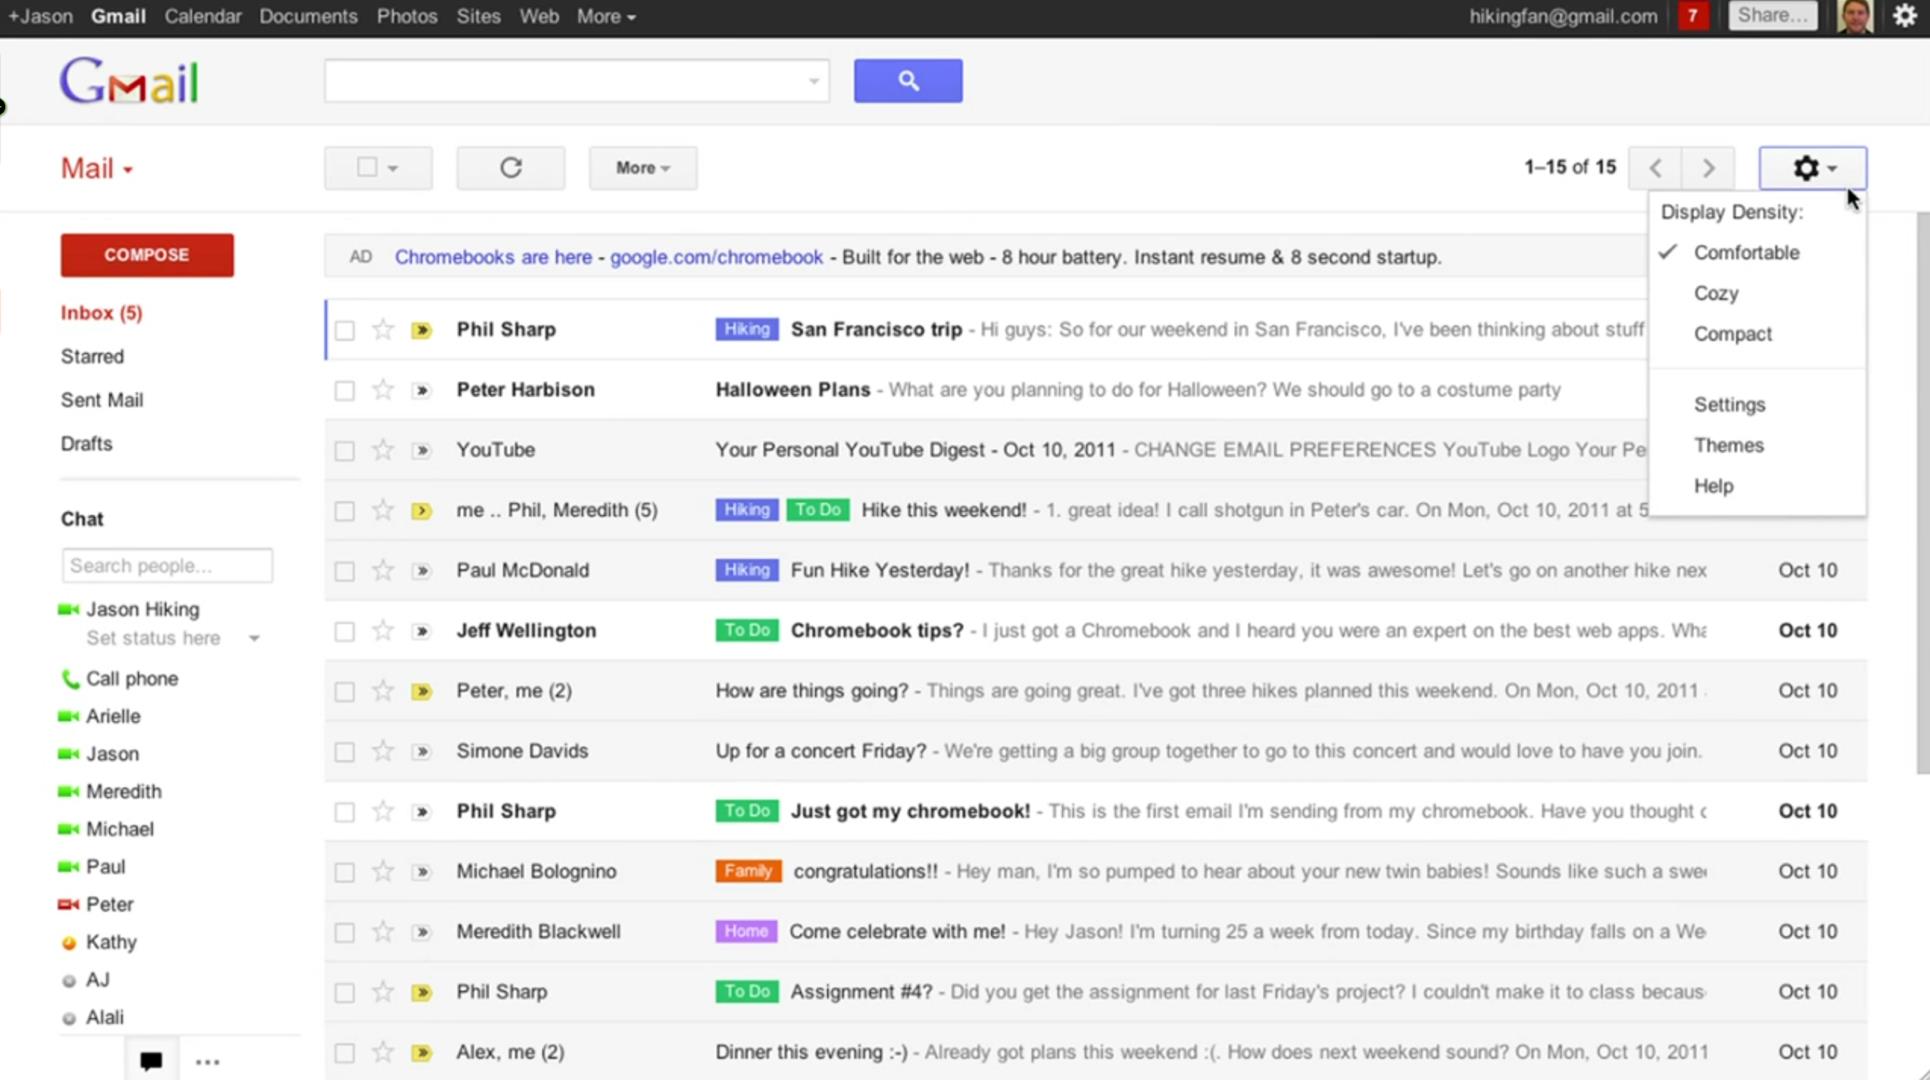 +Jason Gmail Calendar Documents Photos Sites Web More hikingfan@gmail.com 7 Share...
Gmail
Mail More 1–15 of 15
Display Density:
Comfortable
Cozy
Compact
Settings
Themes
Help
COMPOSE
Inbox (5)
Starred
Sent Mail
Drafts
Chat
Search people...
Jason Hiking
Set status here
Call phone
Arielle
Jason
Meredith
Michael
Paul
Peter
Kathy
AJ
Alali
AD Chromebooks are here - google.com/chromebook - Built for the web - 8 hour battery. Instant resume & 8 second startup.
Phil Sharp Hiking San Francisco trip - Hi guys: So for our weekend in San Francisco, I've been thinking about stuff
Peter Harbison Halloween Plans - What are you planning to do for Halloween? We should go to a costume party
YouTube Your Personal YouTube Digest - Oct 10, 2011 - CHANGE EMAIL PREFERENCES YouTube Logo Your Pe
me .. Phil, Meredith (5) Hiking To Do Hike this weekend! - 1. great idea! I call shotgun in Peter's car. On Mon, Oct 10, 2011 at 5
Paul McDonald Hiking Fun Hike Yesterday! - Thanks for the great hike yesterday, it was awesome! Let's go on another hike nex Oct 10
Jeff Wellington To Do Chromebook tips? - I just got a Chromebook and I heard you were an expert on the best web apps. Wha Oct 10
Peter, me (2) How are things going? - Things are going great. I've got three hikes planned this weekend. On Mon, Oct 10, 2011 Oct 10
Simone Davids Up for a concert Friday? - We're getting a big group together to go to this concert and would love to have you join. Oct 10
Phil Sharp To Do Just got my chromebook! - This is the first email I'm sending from my chromebook. Have you thought Oct 10
Michael Bolognino Family congratulations!! - Hey man, I'm so pumped to hear about your new twin babies! Sounds like such a swe Oct 10
Meredith Blackwell Home Come celebrate with me! - Hey Jason! I'm turning 25 a week from today. Since my birthday falls on a We Oct 10
Phil Sharp To Do Assignment #4? - Did you get the assignment for last Friday's project? I couldn't make it to class becaus Oct 10
Alex, me (2) Dinner this evening :-) - Already got plans this weekend :(. How does next weekend sound? On Mon, Oct 10, 2011 Oct 10